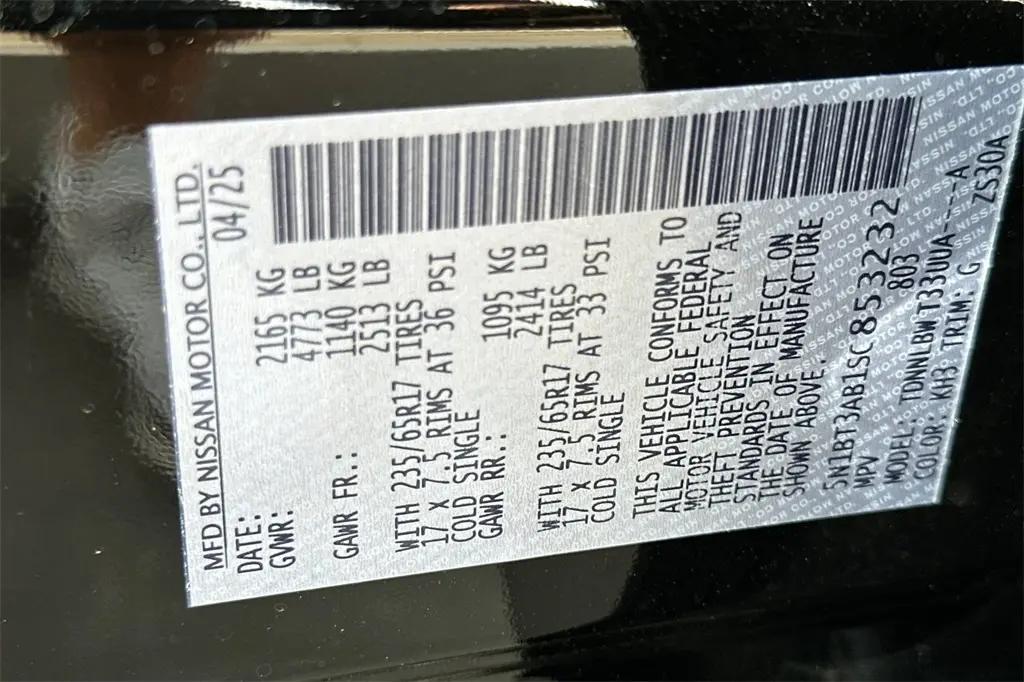 MFD BY NISSAN MOTOR CO., LTD.
DATE: 04/25
GVWR: 2165 KG
4773 LB
GAWR FR.: 1140 KG
2513 LB
WITH 235/65R17 TIRES
17 X 7.5 RIMS AT 36 PSI
COLD SINGLE
GAWR RR.: 1095 KG
2414 LB
WITH 235/65R17 TIRES
17 X 7.5 RIMS AT 33 PSI
COLD SINGLE
THIS VEHICLE CONFORMS TO
ALL APPLICABLE FEDERAL
MOTOR VEHICLE SAFETY AND
THEFT PREVENTION
STANDARDS IN EFFECT ON
THE DATE OF MANUFACTURE
SHOWN ABOVE.
5N1BT3AB1SC853232
MPV 803
MODEL: TDNNLBWT33UUA----A
COLOR: KH3 TRIM: G ZS30A